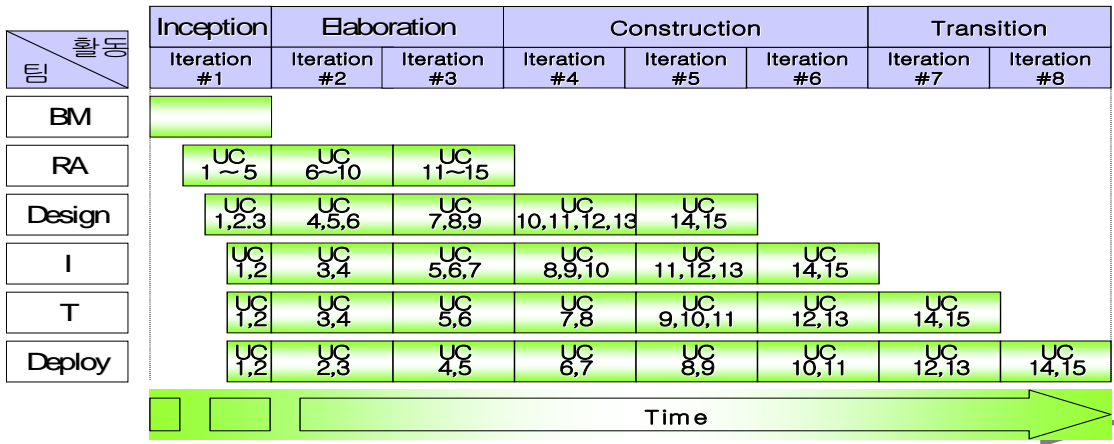 Inception Elaboration Construction Transition
활동
팀
Iteration Iteration Iteration Iteration Iteration Iteration Iteration Iteration
#1 #2 #3 #4 #5 #6 #7 #8
BM
RA
UC UC UC
1 ~ 5 6~10 11~15
Design
UC UC UC UC UC
1,2.3 4,5,6 7,8,9 10,11,12,13 14,15
I
UC UC UC UC UC UC
1,2 3,4 5,6,7 8,9,10 11,12,13 14,15
T
UC UC UC UC UC UC UC
1,2 3,4 5,6 7,8 9,10,11 12,13 14,15
Deploy
UC UC UC UC UC UC UC UC
1,2 2,3 4,5 6,7 8,9 10,11 12,13 14,15
Time